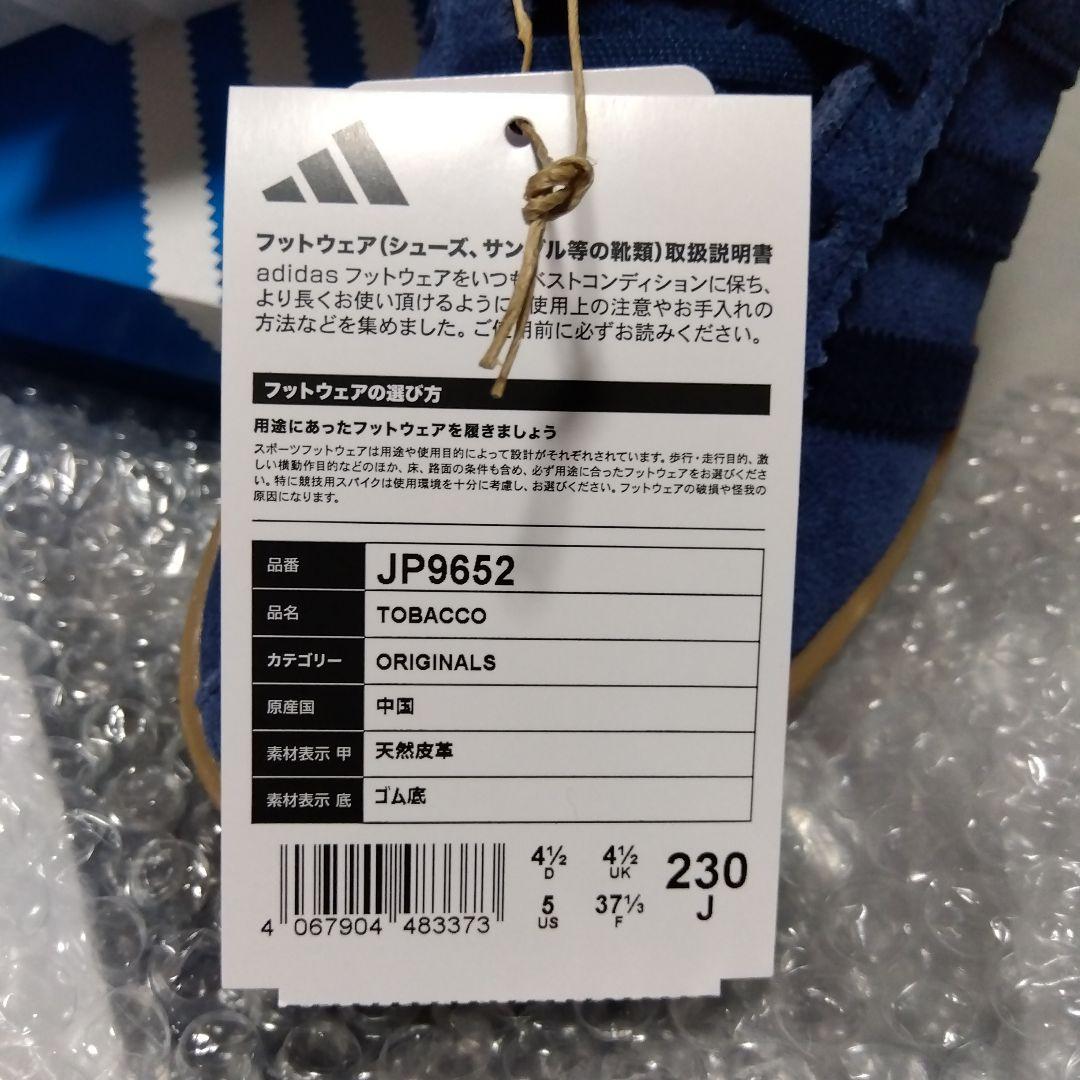 フットウェア(シューズ、サン ル等の靴類)取扱説明書
adidas フットウェアをいつも ベストコンディションに保ち、
より長くお使い頂けるように 使用上の注意やお手入れの
方法などを集めました。ご使用前に必ずお読みください。
フットウェアの選び方
用途にあったフットウェアを履きましょう
スポーツフットウェアは用途や使用目的によって設計がそれぞれされています。歩行・走行目的、激
しい横動作目的などのほか、床、路面の条件も含め、必ず用途に合ったフットウェアをお選びくださ
い。特に競技用スパイクは使用環境を十分に考慮し、お選びください。フットウェアの破損や怪我の
原因になります。
品番 JP9652
品名 TOBACCO
カテゴリー ORIGINALS
原産国 中国
素材表示 甲 天然皮革
素材表示 底 ゴム底
4½ D 4½ UK 230 J
5 US 37⅓ F
4 067904 483373